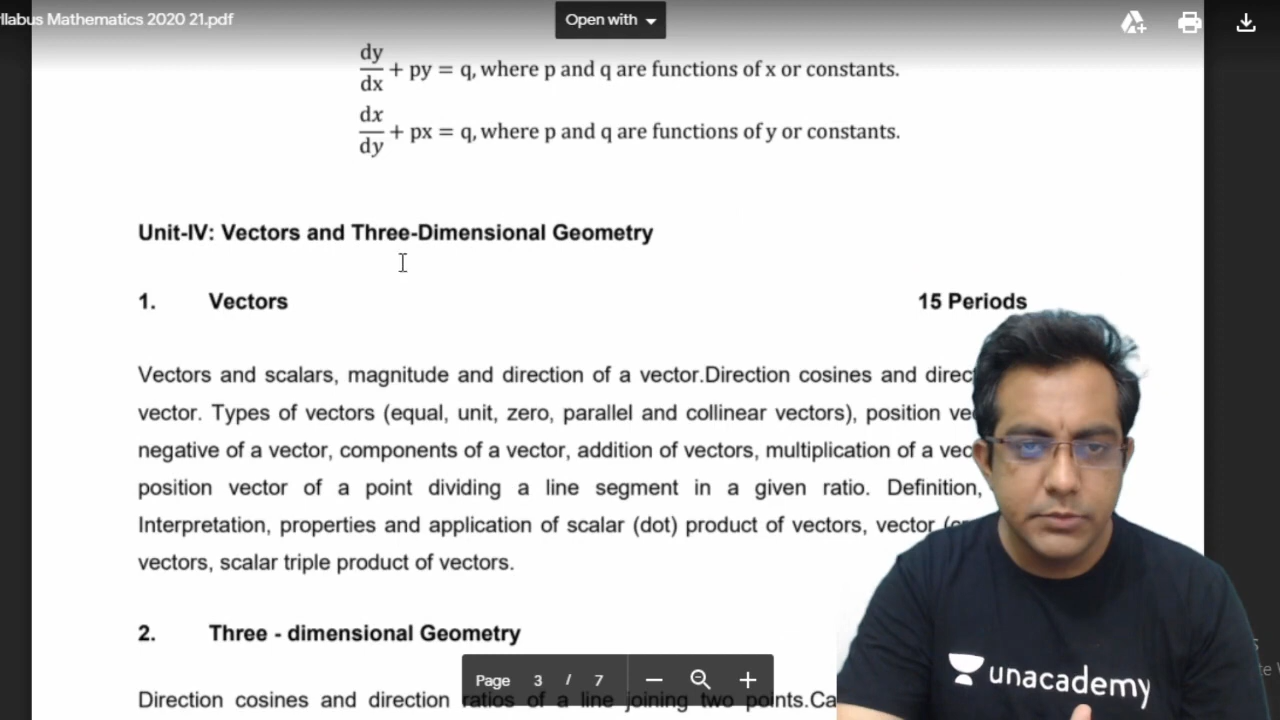 llabus Mathematics 2020 21.pdf
Open with
dy/dx + py = q, where p and q are functions of x or constants.
dx/dy + px = q, where p and q are functions of y or constants.
Unit-IV: Vectors and Three-Dimensional Geometry
1. Vectors 15 Periods
Vectors and scalars, magnitude and direction of a vector.Direction cosines and direc
vector. Types of vectors (equal, unit, zero, parallel and collinear vectors), position ve
negative of a vector, components of a vector, addition of vectors, multiplication of a vec
position vector of a point dividing a line segment in a given ratio. Definition,
Interpretation, properties and application of scalar (dot) product of vectors, vector
vectors, scalar triple product of vectors.
2. Three - dimensional Geometry
Page 3 / 7
Direction cosines and direction ratios of a line joining two points.Ca
unacademy